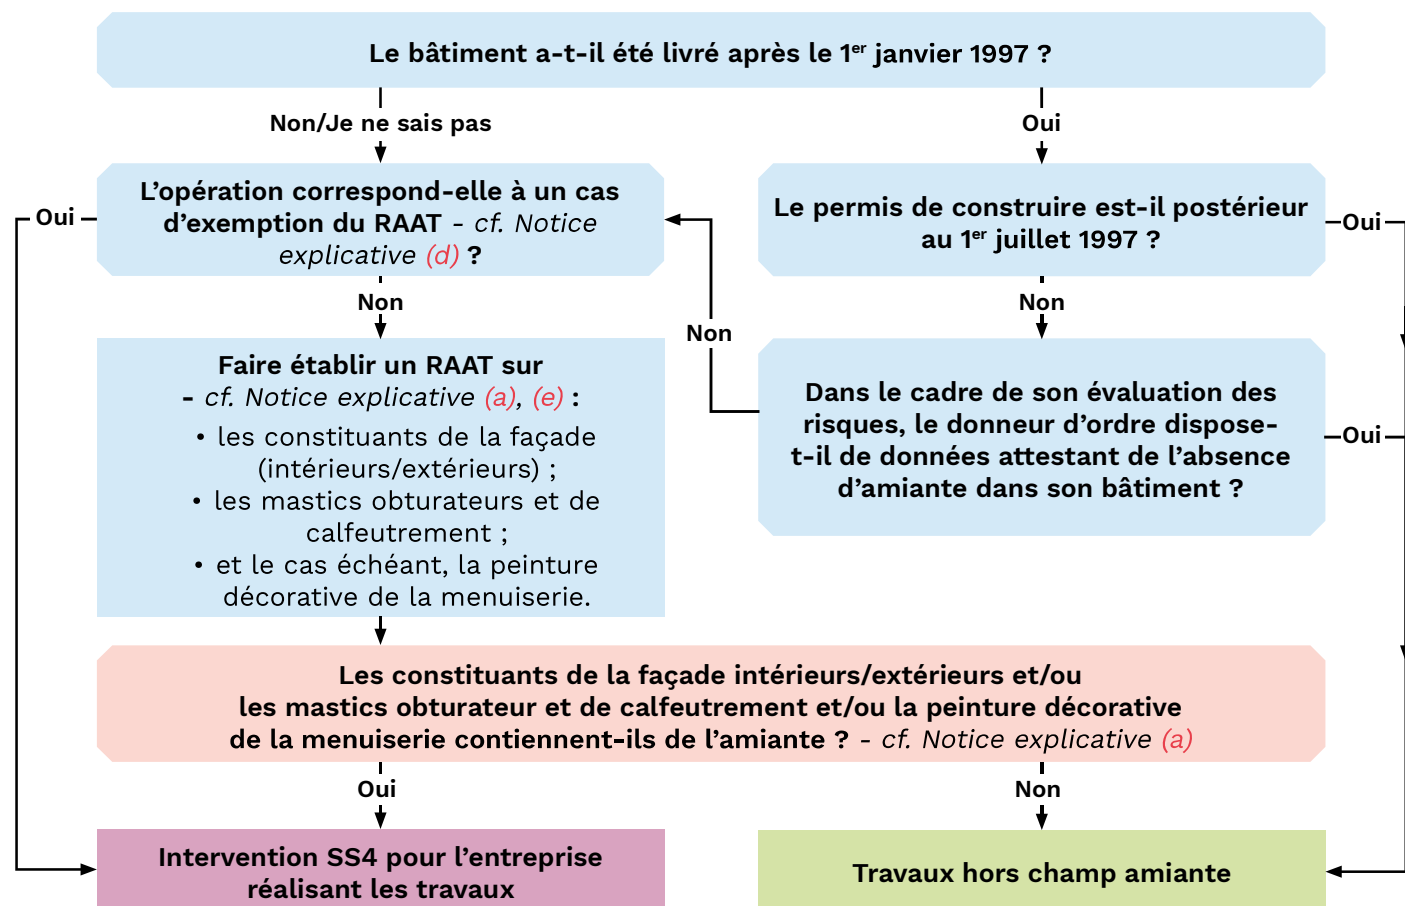 Le bâtiment a-t-il été livré après le 1er janvier 1997 ?
Non/Je ne sais pas
Oui
L’opération correspond-elle à un cas
d’exemption du RAAT - cf. Notice
explicative (d) ?
Oui
Le permis de construire est-il postérieur
au 1er juillet 1997 ?
Oui
Non
Non
Non
Faire établir un RAAT sur
- cf. Notice explicative (a), (e) :
• les constituants de la façade
(intérieurs/extérieurs) ;
• les mastics obturateurs et de
calfeutrement ;
• et le cas échéant, la peinture
décorative de la menuiserie.
Dans le cadre de son évaluation des
risques, le donneur d’ordre dispose-
t-il de données attestant de l’absence
d’amiante dans son bâtiment ?
Oui
Les constituants de la façade intérieurs/extérieurs et/ou
les mastics obturateur et de calfeutrement et/ou la peinture décorative
de la menuiserie contiennent-ils de l’amiante ? - cf. Notice explicative (a)
Oui
Non
Intervention SS4 pour l’entreprise
réalisant les travaux
Travaux hors champ amiante